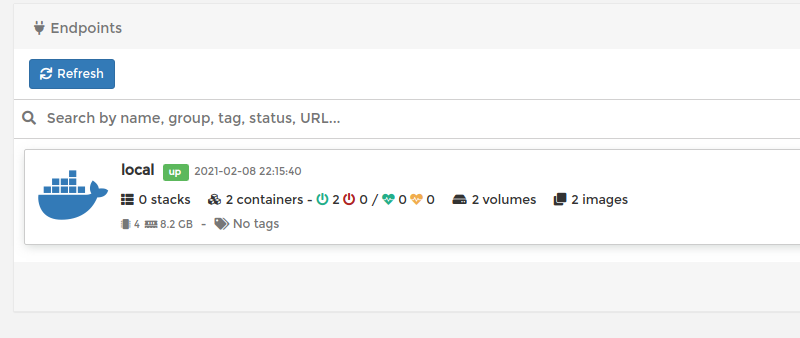 Endpoints
Refresh
Search by name, group, tag, status, URL...
local up 2021-02-08 22:15:40
0 stacks 2 containers - 2 0 / 0 0 2 volumes 2 images
4 8.2 GB - No tags